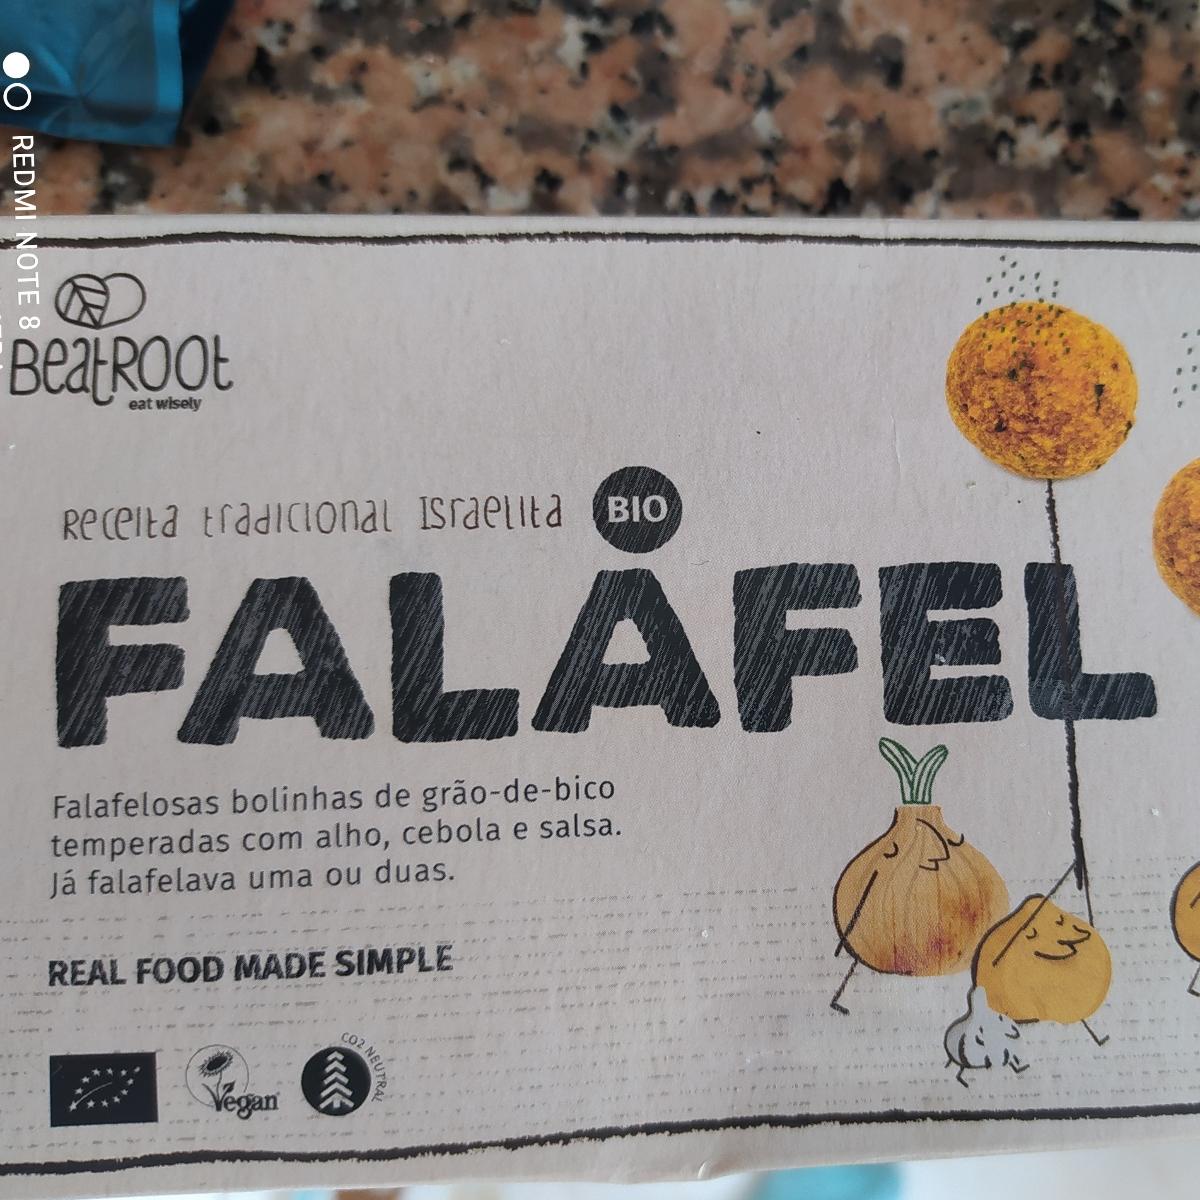 REDMI NOTE 8
BeatROOt
eat wisely
Receita tradicional Israelita
BIO
FALAFEL
Falafelosas bolinhas de grão-de-bico
temperadas com alho, cebola e salsa.
Já falafelava uma ou duas.
REAL FOOD MADE SIMPLE
Vegan
CO2 NEUTRAL